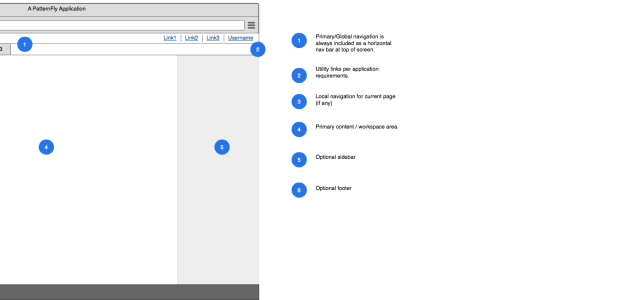 A PatternFly Application
Link1 Link2 Link3 Username
3
1
2
4
5
1 Primary/Global navigation is
always included as a horizontal
nav bar at top of screen.
2 Utility links per application
requirements.
3 Local navigation for current page
(if any)
4 Primary content / workspace area
5 Optional sidebar
6 Optional footer